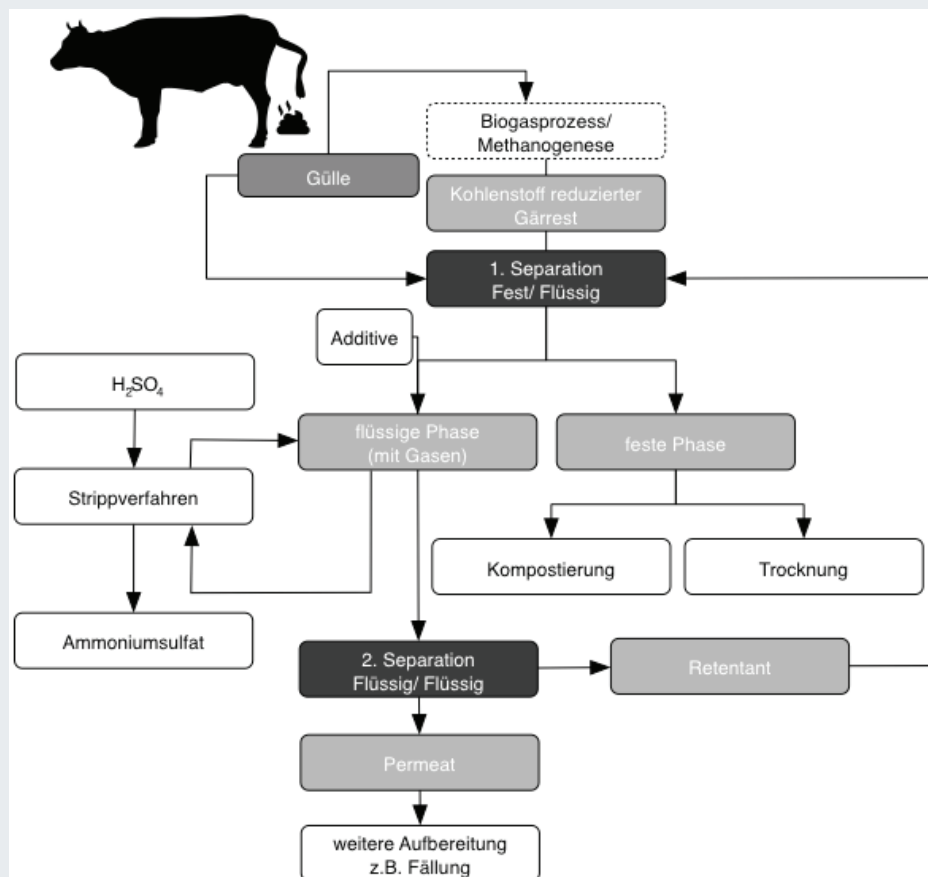 Biogasprozess/
Methanogenese
Gülle
Kohlenstoff reduzierter
Gärrest
1. Separation
Fest/ Flüssig
Additive
H₂SO₄
flüssige Phase
(mit Gasen)
feste Phase
Strippverfahren
Kompostierung
Trocknung
Ammoniumsulfat
2. Separation
Flüssig/ Flüssig
Retentant
Permeat
weitere Aufbereitung
z.B. Fällung